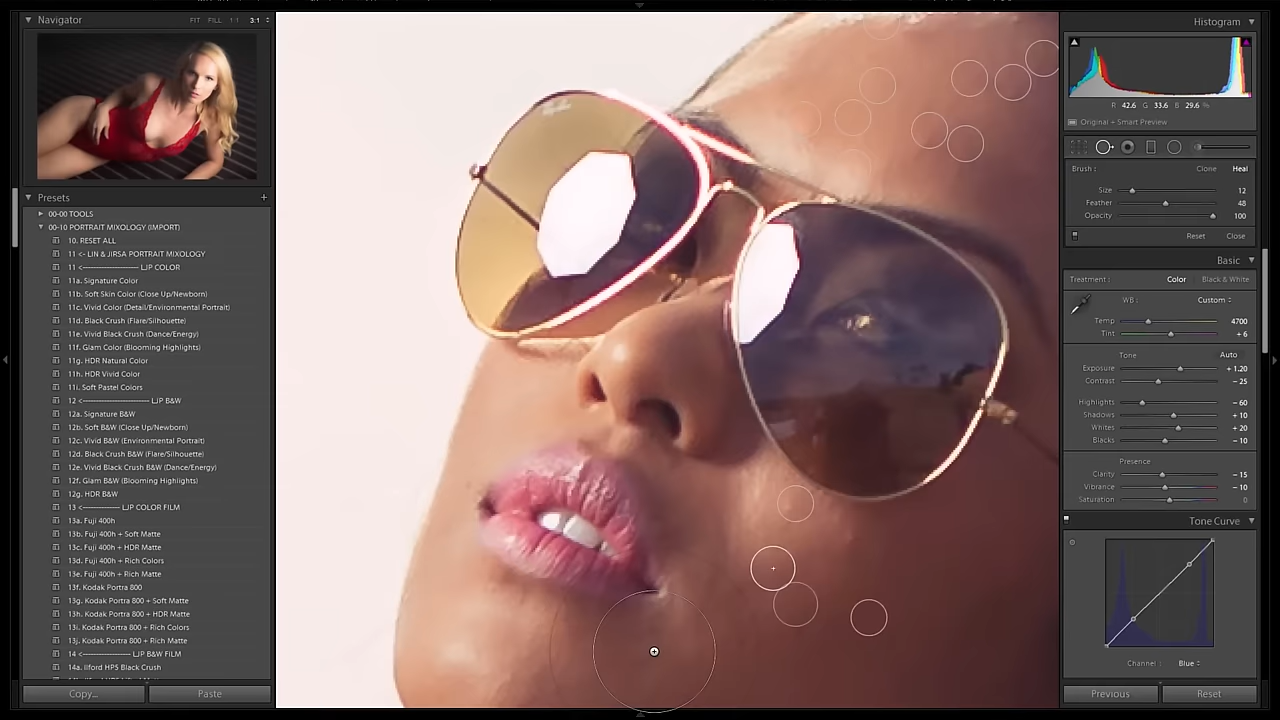 Navigator FIT FILL 1:1 3:1
Presets +
00-00 TOOLS
00-10 PORTRAIT MIXOLOGY (IMPORT)
10. RESET ALL
11 <- LIN & JIRSA PORTRAIT MIXOLOGY
11 <---------------------- LJP COLOR
11a. Signature Color
11b. Soft Skin Color (Close Up/Newborn)
11c. Vivid Color (Detail/Environmental Portrait)
11d. Black Crush (Flare/Silhouette)
11e. Vivid Black Crush (Dance/Energy)
11f. Glam Color (Blooming Highlights)
11g. HDR Natural Color
11h. HDR Vivid Color
11i. Soft Pastel Colors
12 <-------------------------- LJP B&W
12a. Signature B&W
12b. Soft B&W (Close Up/Newborn)
12c. Vivid B&W (Environmental Portrait)
12d. Black Crush B&W (Flare/Silhouette)
12e. Vivid Black Crush B&W (Dance/Energy)
12f. Glam B&W (Blooming Highlights)
12g. HDR B&W
13 <---------------------- LJP COLOR FILM
13a. Fuji 400h
13b. Fuji 400h + Soft Matte
13c. Fuji 400h + HDR Matte
13d. Fuji 400h + Rich Colors
13e. Fuji 400h + Rich Matte
13f. Kodak Portra 800
13g. Kodak Portra 800 + Soft Matte
13h. Kodak Portra 800 + HDR Matte
13i. Kodak Portra 800 + Rich Colors
13j. Kodak Portra 800 + Rich Matte
14 <---------------------- LJP B&W FILM
14a. Ilford HP5 Black Crush
Copy... Paste
Histogram
R 42.6 G 33.6 B 29.6 %
Original + Smart Preview
Brush : Clone Heal
Size 12
Feather 48
Opacity 100
Reset Close
Basic
Treatment : Color Black & White
WB : Custom
Temp 4700
Tint + 6
Tone Auto
Exposure + 1.20
Contrast - 25
Highlights - 60
Shadows + 10
Whites + 20
Blacks - 10
Presence
Clarity - 15
Vibrance - 10
Saturation 0
Tone Curve
Channel : Blue
Previous Reset